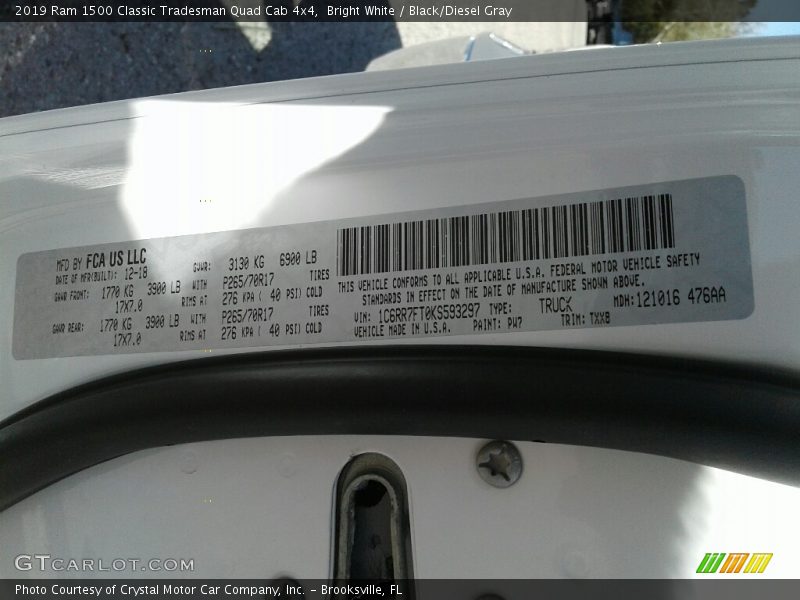 2019 Ram 1500 Classic Tradesman Quad Cab 4x4, Bright White / Black/Diesel Gray
MFD BY FCA US LLC
DATE OF MFR(BUILT): 12-18 GVWR: 3130 KG 6900 LB
GAWR FRONT: 1770 KG 3900 LB WITH P265/70R17 TIRES
17X7.0 RIMS AT 276 KPA ( 40 PSI) COLD
GAWR REAR: 1770 KG 3900 LB WITH P265/70R17 TIRES
17X7.0 RIMS AT 276 KPA ( 40 PSI) COLD
THIS VEHICLE CONFORMS TO ALL APPLICABLE U.S.A. FEDERAL MOTOR VEHICLE SAFETY
STANDARDS IN EFFECT ON THE DATE OF MANUFACTURE SHOWN ABOVE.
VIN: 1C6RR7FT0KS593297 TYPE: TRUCK MDH:121016 476AA
VEHICLE MADE IN U.S.A. PAINT: PW7 TRIM: TXX8
GTCARLOT.COM
Photo Courtesy of Crystal Motor Car Company, Inc. – Brooksville, FL